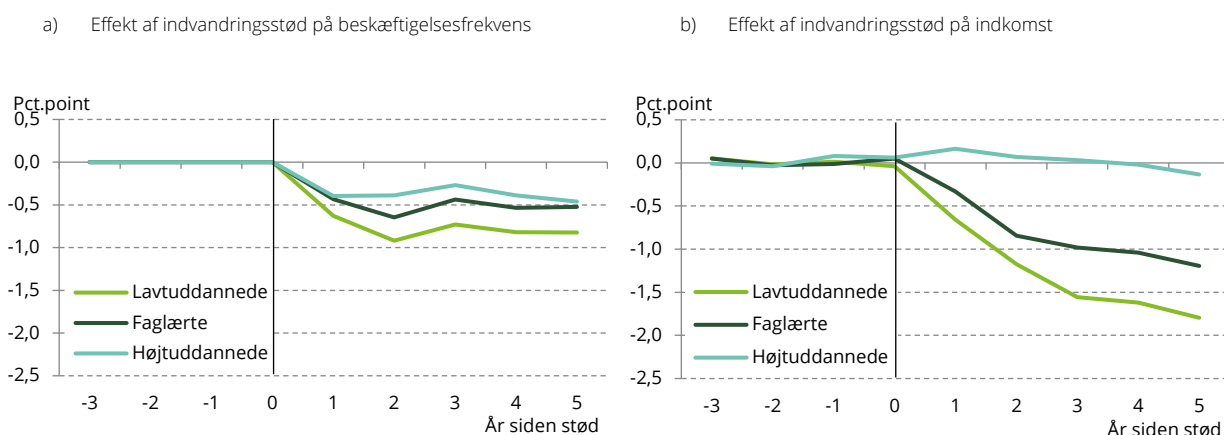 a) Effekt af indvandringsstød på beskæftigelsesfrekvens
Pct.point
0,5
0,0
-0,5
-1,0
-1,5
-2,0
-2,5
Lavtuddannede
Faglærte
Højtuddannede
-3 -2 -1 0 1 2 3 4 5
År siden stød
b) Effekt af indvandringsstød på indkomst
Pct.point
0,5
0,0
-0,5
-1,0
-1,5
-2,0
-2,5
Lavtuddannede
Faglærte
Højtuddannede
-3 -2 -1 0 1 2 3 4 5
År siden stød